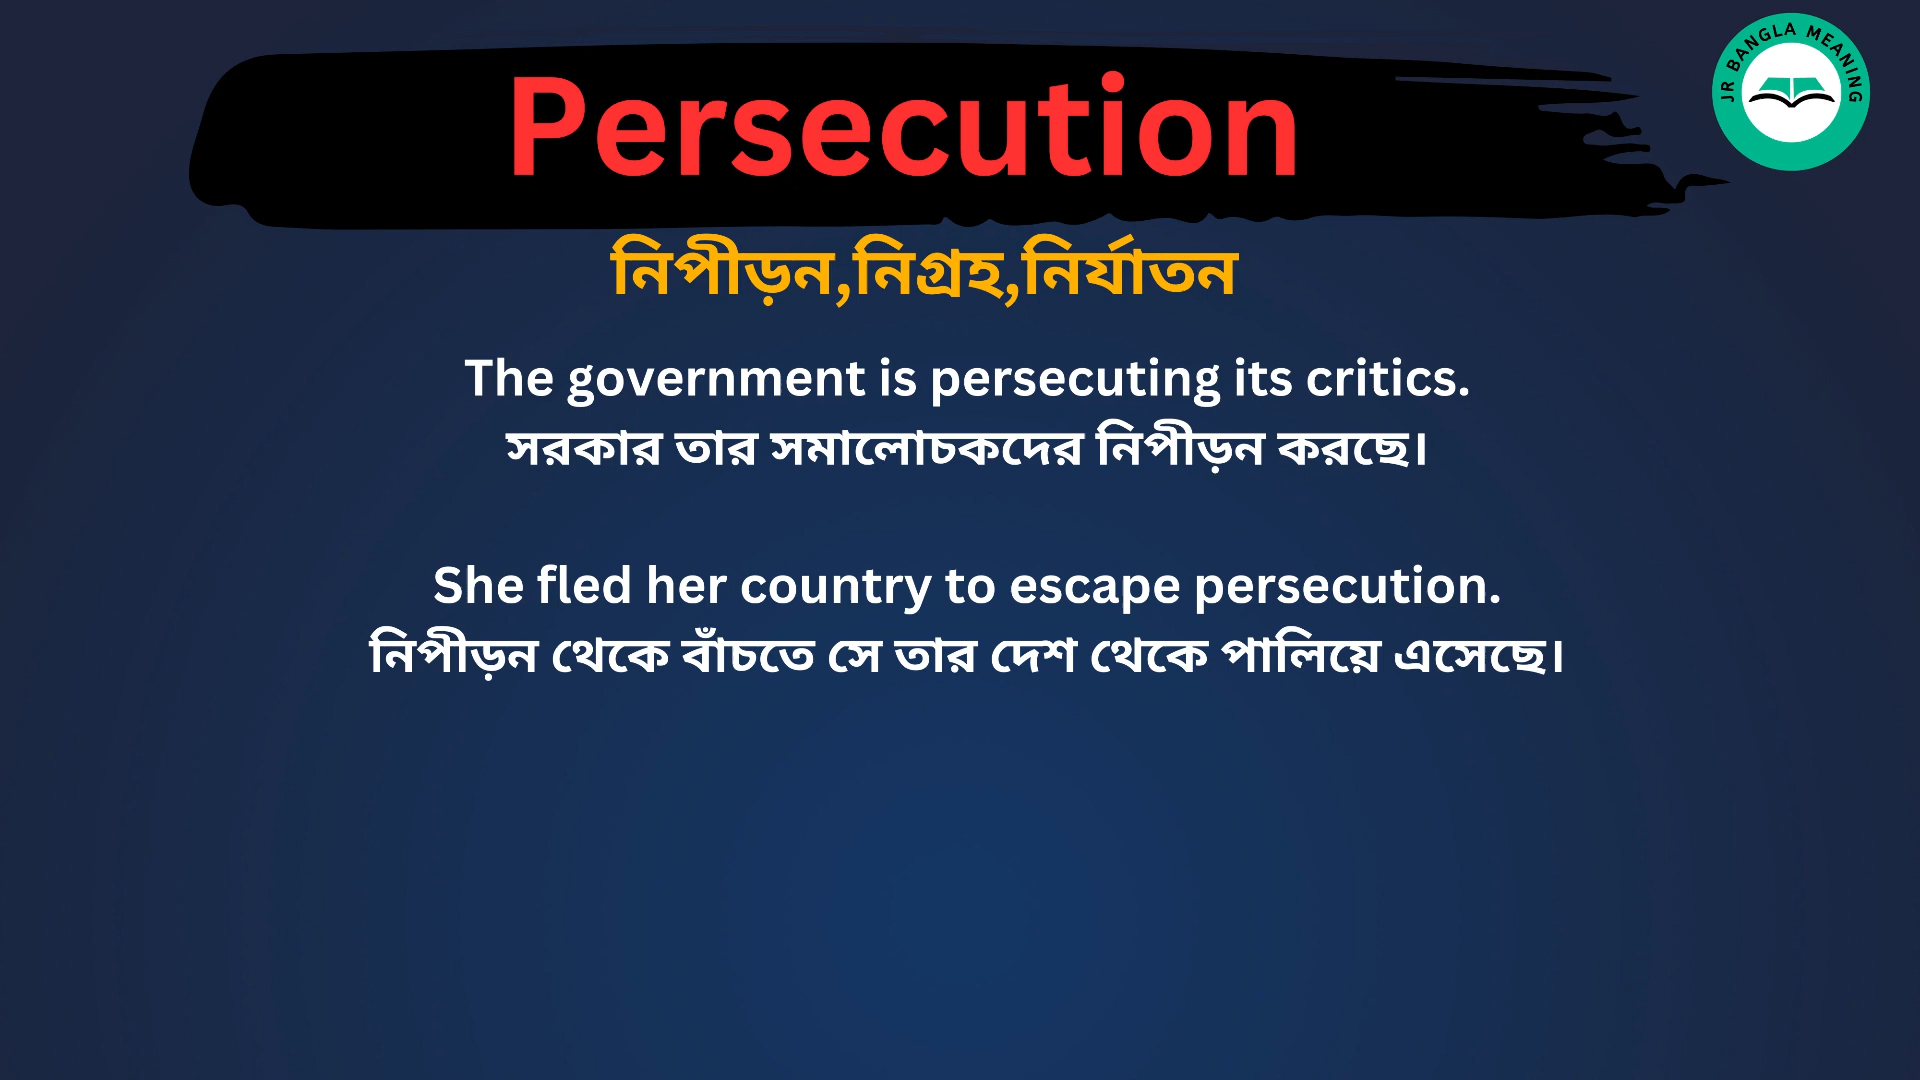 JR BANGLA MEANING
Persecution
নিপীড়ন,নিগ্রহ,নির্যাতন
The government is persecuting its critics.
সরকার তার সমালোচকদের নিপীড়ন করছে।
She fled her country to escape persecution.
নিপীড়ন থেকে বাঁচতে সে তার দেশ থেকে পালিয়ে এসেছে।